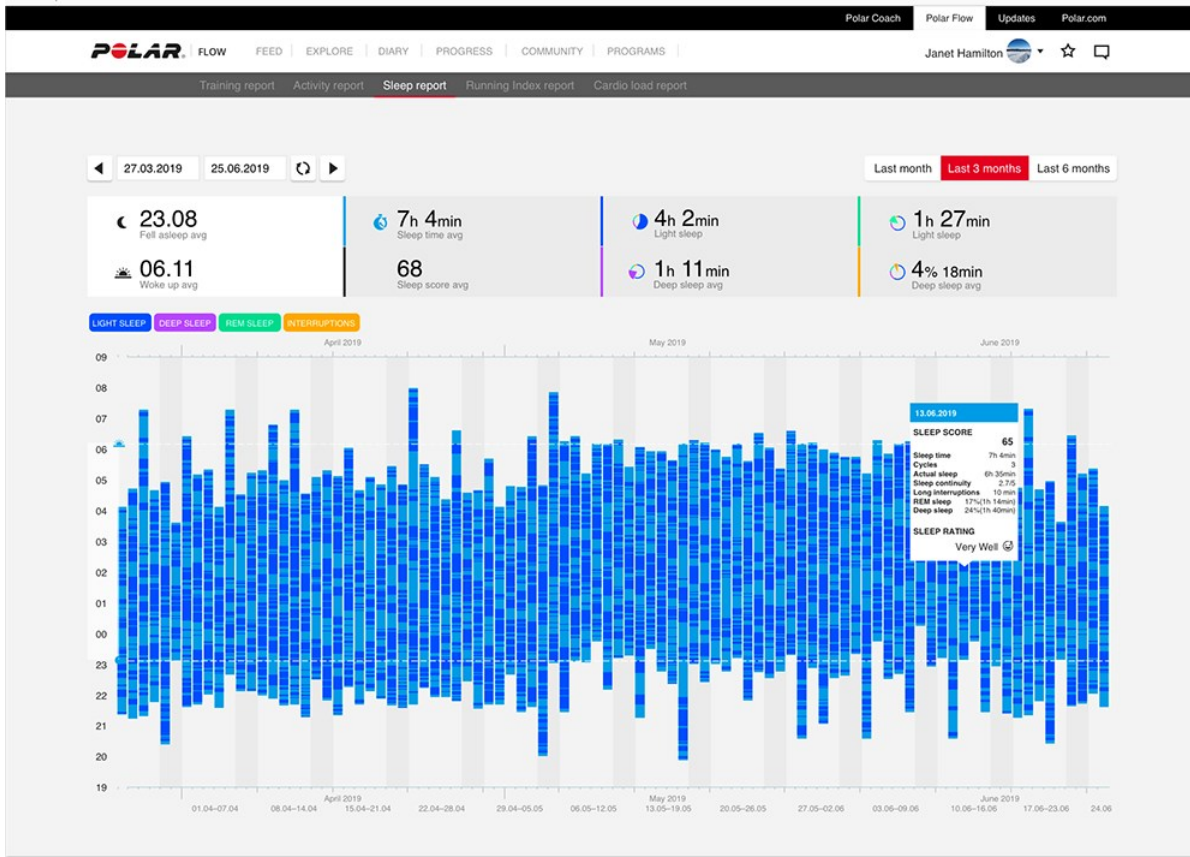 Polar Coach Polar Flow Updates Polar.com
POLAR. FLOW FEED EXPLORE DIARY PROGRESS COMMUNITY PROGRAMS Janet Hamilton
Training report Activity report Sleep report Running Index report Cardio load report
27.03.2019 25.06.2019 Last month Last 3 months Last 6 months
23.08 7h 4min 4h 2min 1h 27min
Fell asleep avg Sleep time avg Light sleep Light sleep
06.11 68 1h 11min 4% 18min
Woke up avg Sleep score avg Deep sleep avg Deep sleep avg
LIGHT SLEEP DEEP SLEEP REM SLEEP INTERRUPTIONS
April 2019 May 2019 June 2019
09
08
07
13.06.2019
SLEEP SCORE
65
06
Sleep time 7h 4min
Cycles 3
05
Actual sleep 6h 35min
Sleep continuity 2.7/5
Long interruptions 10 min
REM sleep 17%(1h 14min)
04
Deep sleep 24%(1h 40min)
SLEEP RATING
03
Very Well
02
01
00
23
22
21
20
19
April 2019 May 2019 June 2019
01.04–07.04 08.04–14.04 15.04–21.04 22.04–28.04 29.04–05.05 06.05–12.05 13.05–19.05 20.05–26.05 27.05–02.06 03.06–09.06 10.06–16.06 17.06–23.06 24.06